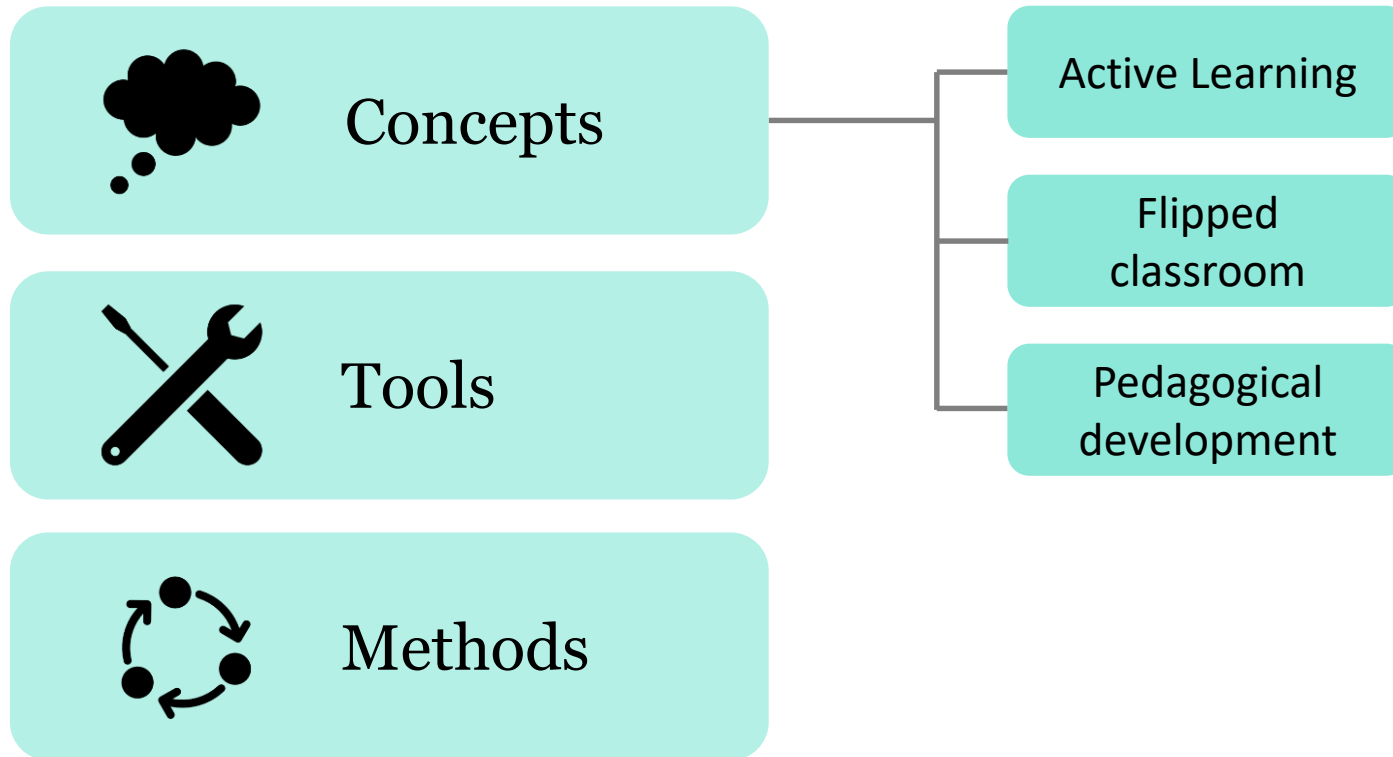 Concepts
Active Learning
Flipped
classroom
Pedagogical
development
Tools
Methods